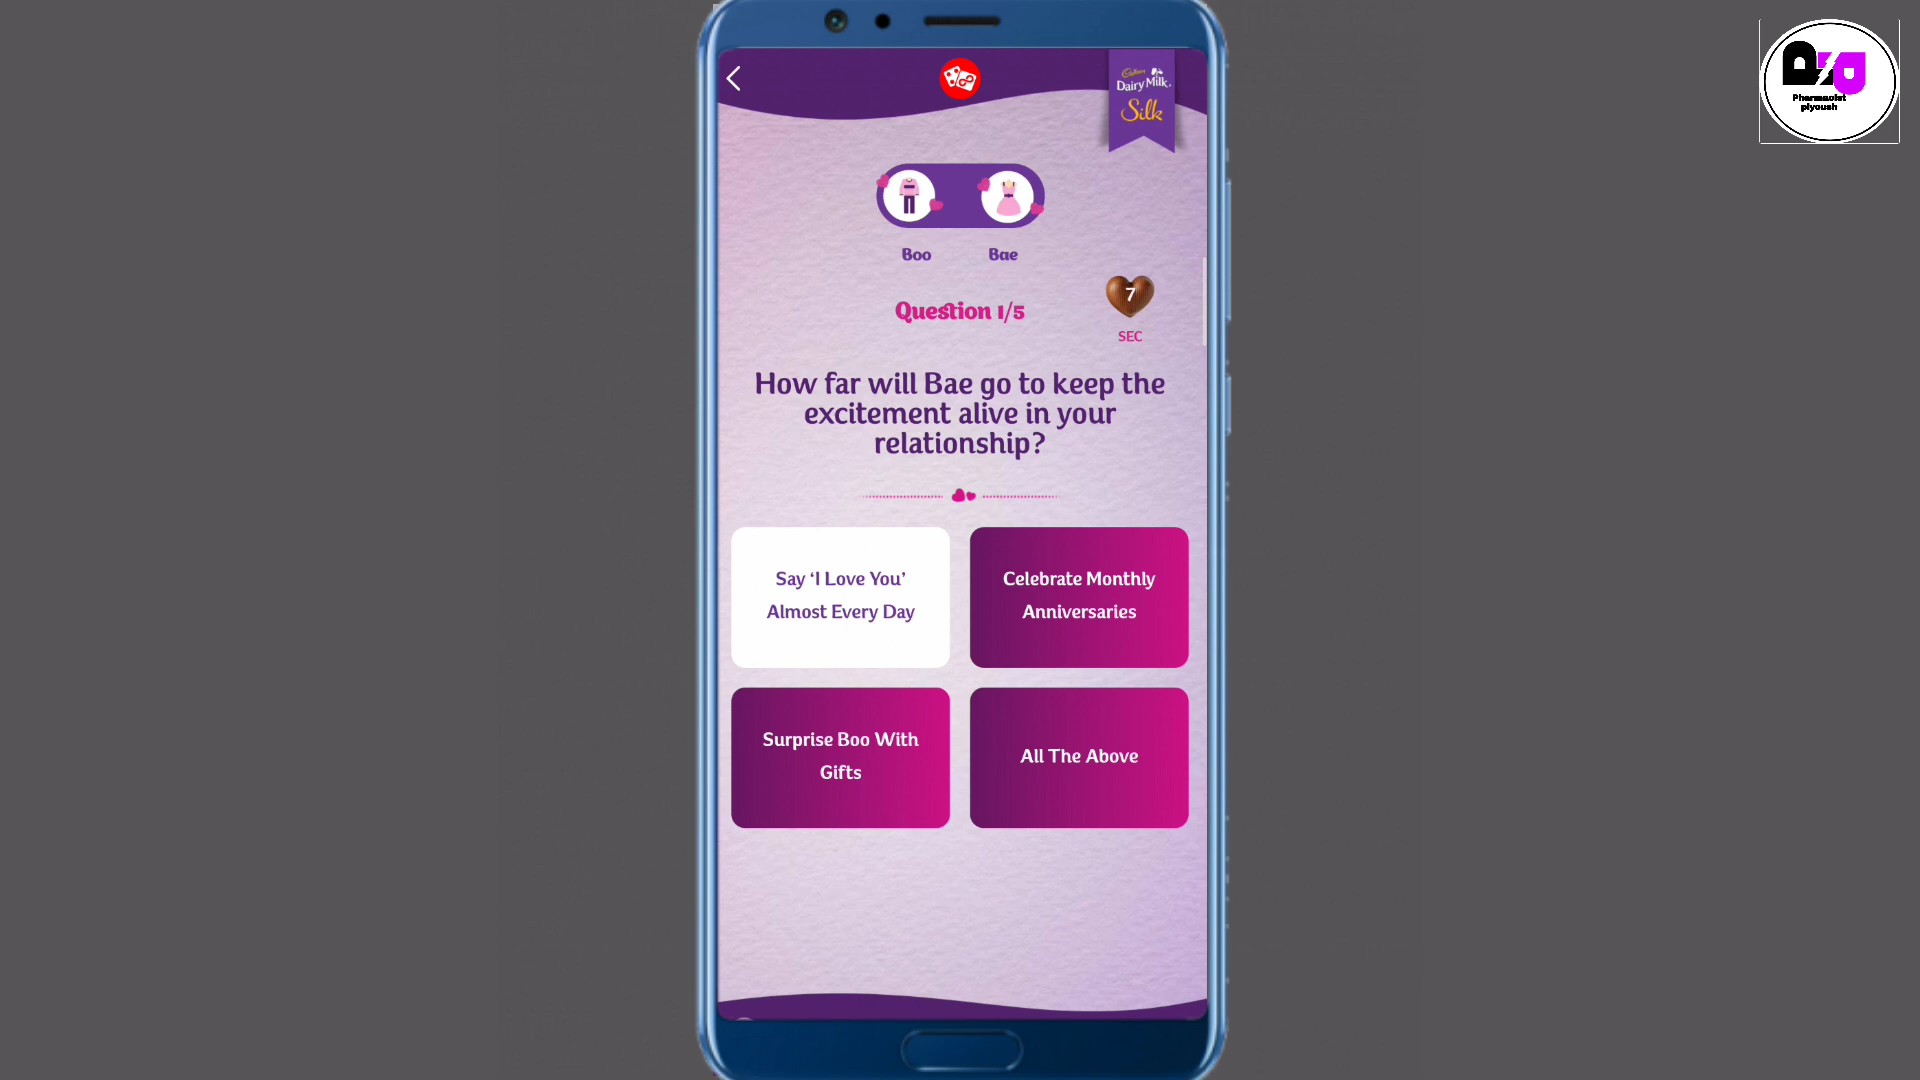 Cadbury
Dairy Milk
Silk
Boo
Bae
7
SEC
Question 1/5
How far will Bae go to keep the
excitement alive in your
relationship?
Say ‘I Love You’
Almost Every Day
Celebrate Monthly
Anniversaries
Surprise Boo With
Gifts
All The Above
Pharmacist
piyoush